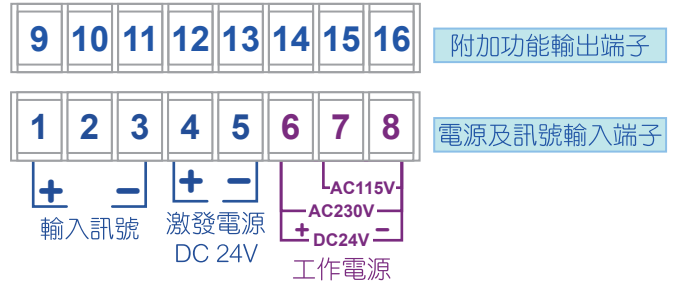 9 10 11 12 13 14 15 16
附加功能輸出端子
1 2 3 4 5 6 7 8
電源及訊號輸入端子
+ −
輸入訊號
+ −
激發電源
DC 24V
AC115V
AC230V
+ DC24V −
工作電源